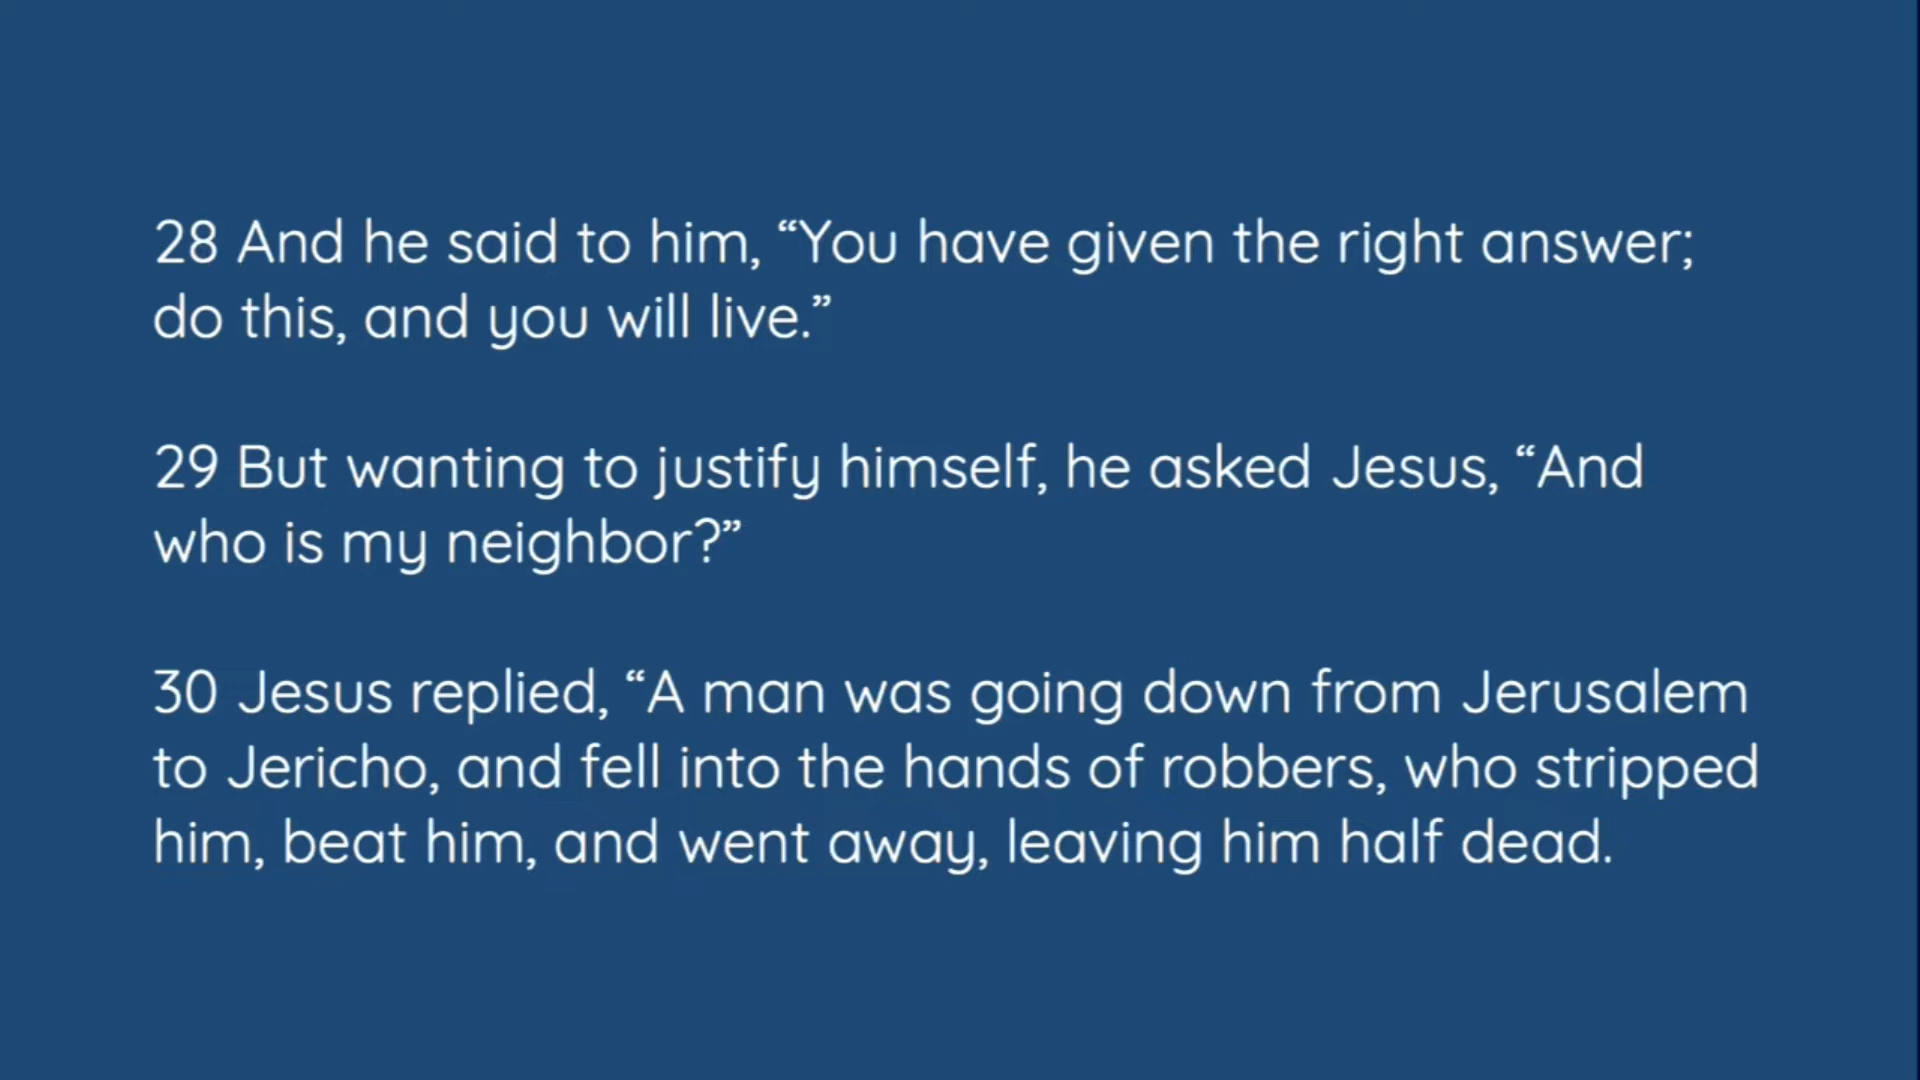 28 And he said to him, “You have given the right answer;
do this, and you will live.”
29 But wanting to justify himself, he asked Jesus, “And
who is my neighbor?”
30 Jesus replied, “A man was going down from Jerusalem
to Jericho, and fell into the hands of robbers, who stripped
him, beat him, and went away, leaving him half dead.